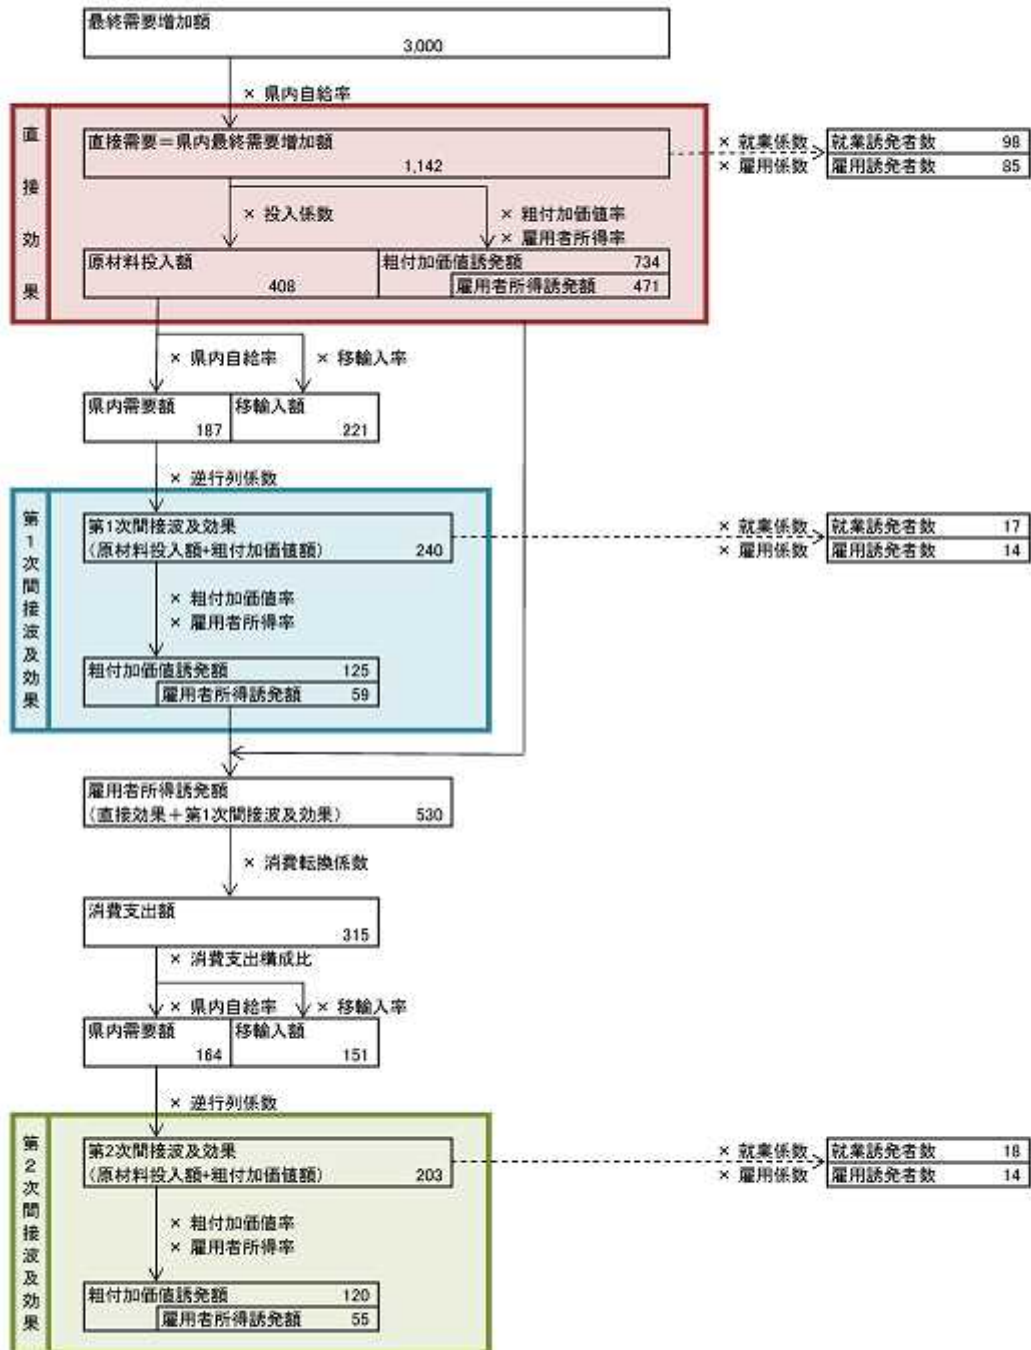 最終需要増加額
3,000
× 県内自給率
直接効果
直接需要＝県内最終需要増加額
1,142
× 就業係数
× 雇用係数
就業誘発者数 98
雇用誘発者数 85
× 投入係数
× 粗付加価値率
× 雇用者所得率
原材料投入額
408
粗付加価値誘発額 734
雇用者所得誘発額 471
× 県内自給率
× 移輸入率
県内需要額
187
移輸入額
221
× 逆行列係数
第1次間接波及効果
第1次間接波及効果
（原材料投入額+粗付加価値額） 240
× 就業係数
× 雇用係数
就業誘発者数 17
雇用誘発者数 14
× 粗付加価値率
× 雇用者所得率
粗付加価値誘発額 125
雇用者所得誘発額 59
雇用者所得誘発額
（直接効果＋第1次間接波及効果） 530
× 消費転換係数
消費支出額
315
× 消費支出構成比
× 県内自給率
× 移輸入率
県内需要額
164
移輸入額
151
× 逆行列係数
第2次間接波及効果
第2次間接波及効果
（原材料投入額+粗付加価値額） 203
× 就業係数
× 雇用係数
就業誘発者数 18
雇用誘発者数 14
× 粗付加価値率
× 雇用者所得率
粗付加価値誘発額 120
雇用者所得誘発額 55